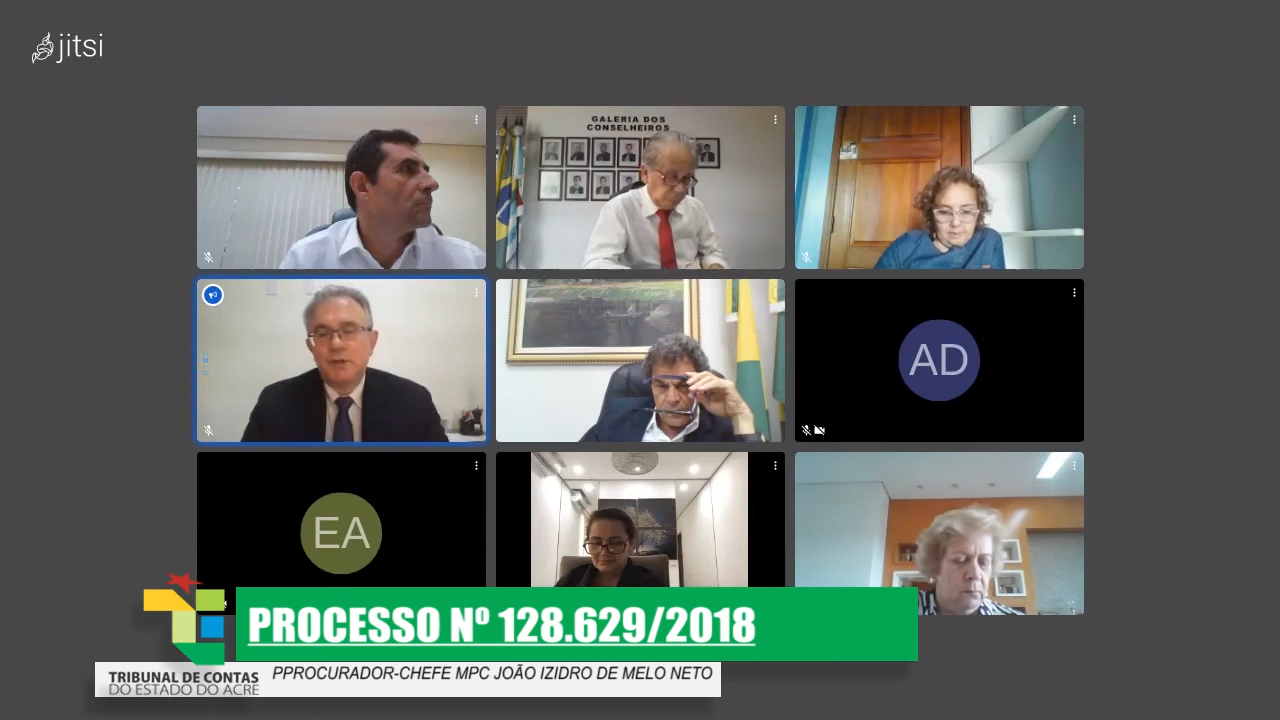 jitsi
GALERIA DOS
CONSELHEIROS
AD
EA
PROCESSO Nº 128.629/2018
PPROCURADOR-CHEFE MPC JOÃO IZIDRO DE MELO NETO
TRIBUNAL DE CONTAS
DO ESTADO DO ACRE